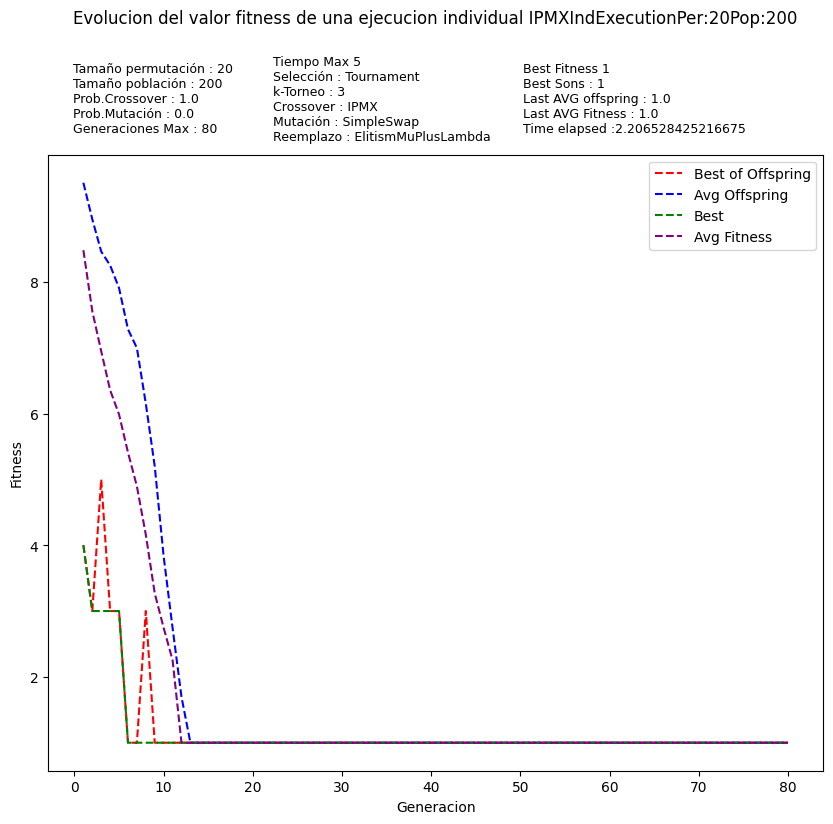 Evolucion del valor fitness de una ejecucion individual IPMXIndExecutionPer:20Pop:200
Tamaño permutación : 20
Tamaño población : 200
Prob.Crossover : 1.0
Prob.Mutación : 0.0
Generaciones Max : 80
Tiempo Max 5
Selección : Tournament
k-Torneo : 3
Crossover : IPMX
Mutación : SimpleSwap
Reemplazo : ElitismMuPlusLambda
Best Fitness 1
Best Sons : 1
Last AVG offspring : 1.0
Last AVG Fitness : 1.0
Time elapsed :2.206528425216675
Best of Offspring
Avg Offspring
Best
Avg Fitness
Fitness
8
6
4
2
0 10 20 30 40 50 60 70 80
Generacion